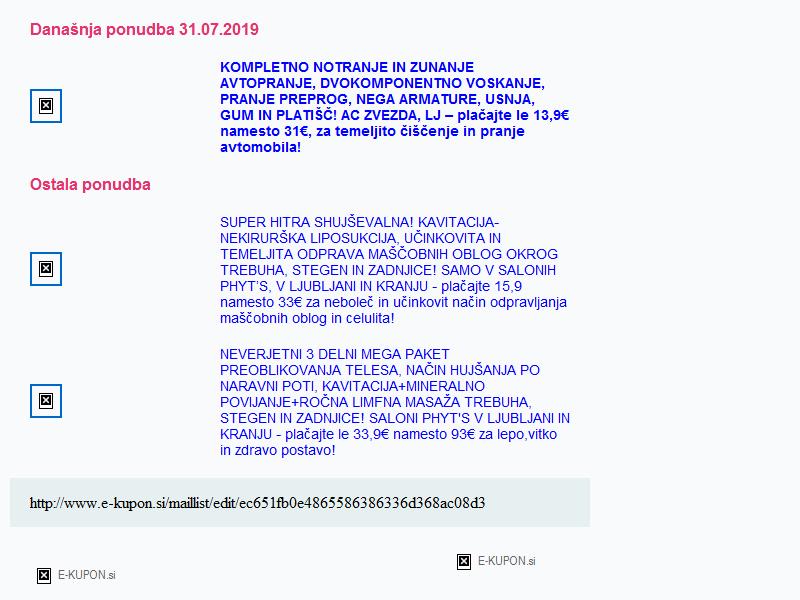 Današnja ponudba 31.07.2019
KOMPLETNO NOTRANJE IN ZUNANJE
AVTOPRANJE, DVOKOMPONENTNO VOSKANJE,
PRANJE PREPROG, NEGA ARMATURE, USNJA,
GUM IN PLATIŠČ! AC ZVEZDA, LJ – plačajte le 13,9€
namesto 31€, za temeljito čiščenje in pranje
avtomobila!
Ostala ponudba
SUPER HITRA SHUJŠEVALNA! KAVITACIJA-
NEKIRURŠKA LIPOSUKCIJA, UČINKOVITA IN
TEMELJITA ODPRAVA MAŠČOBNIH OBLOG OKROG
TREBUHA, STEGEN IN ZADNJICE! SAMO V SALONIH
PHYT'S, V LJUBLJANI IN KRANJU - plačajte 15,9
namesto 33€ za neboleč in učinkovit način odpravljanja
maščobnih oblog in celulita!
NEVERJETNI 3 DELNI MEGA PAKET
PREOBLIKOVANJA TELESA, NAČIN HUJŠANJA PO
NARAVNI POTI, KAVITACIJA+MINERALNO
POVIJANJE+ROČNA LIMFNA MASAŽA TREBUHA,
STEGEN IN ZADNJICE! SALONI PHYT'S V LJUBLJANI IN
KRANJU - plačajte le 33,9€ namesto 93€ za lepo,vitko
in zdravo postavo!
http://www.e-kupon.si/maillist/edit/ec651fb0e4865586386336d368ac08d3
E-KUPON.si
E-KUPON.si